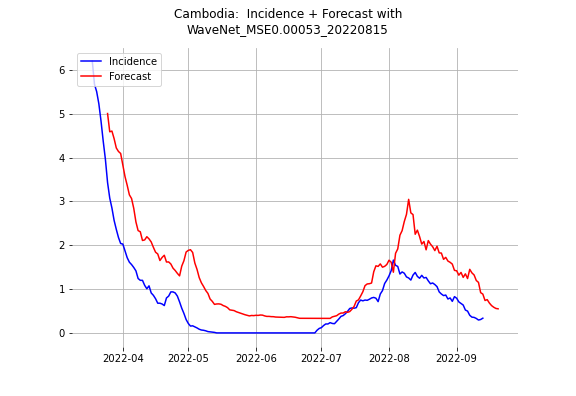 Cambodia:  Incidence + Forecast with
WaveNet_MSE0.00053_20220815
Incidence
Forecast
6
5
4
3
2
1
0
2022-04 2022-05 2022-06 2022-07 2022-08 2022-09